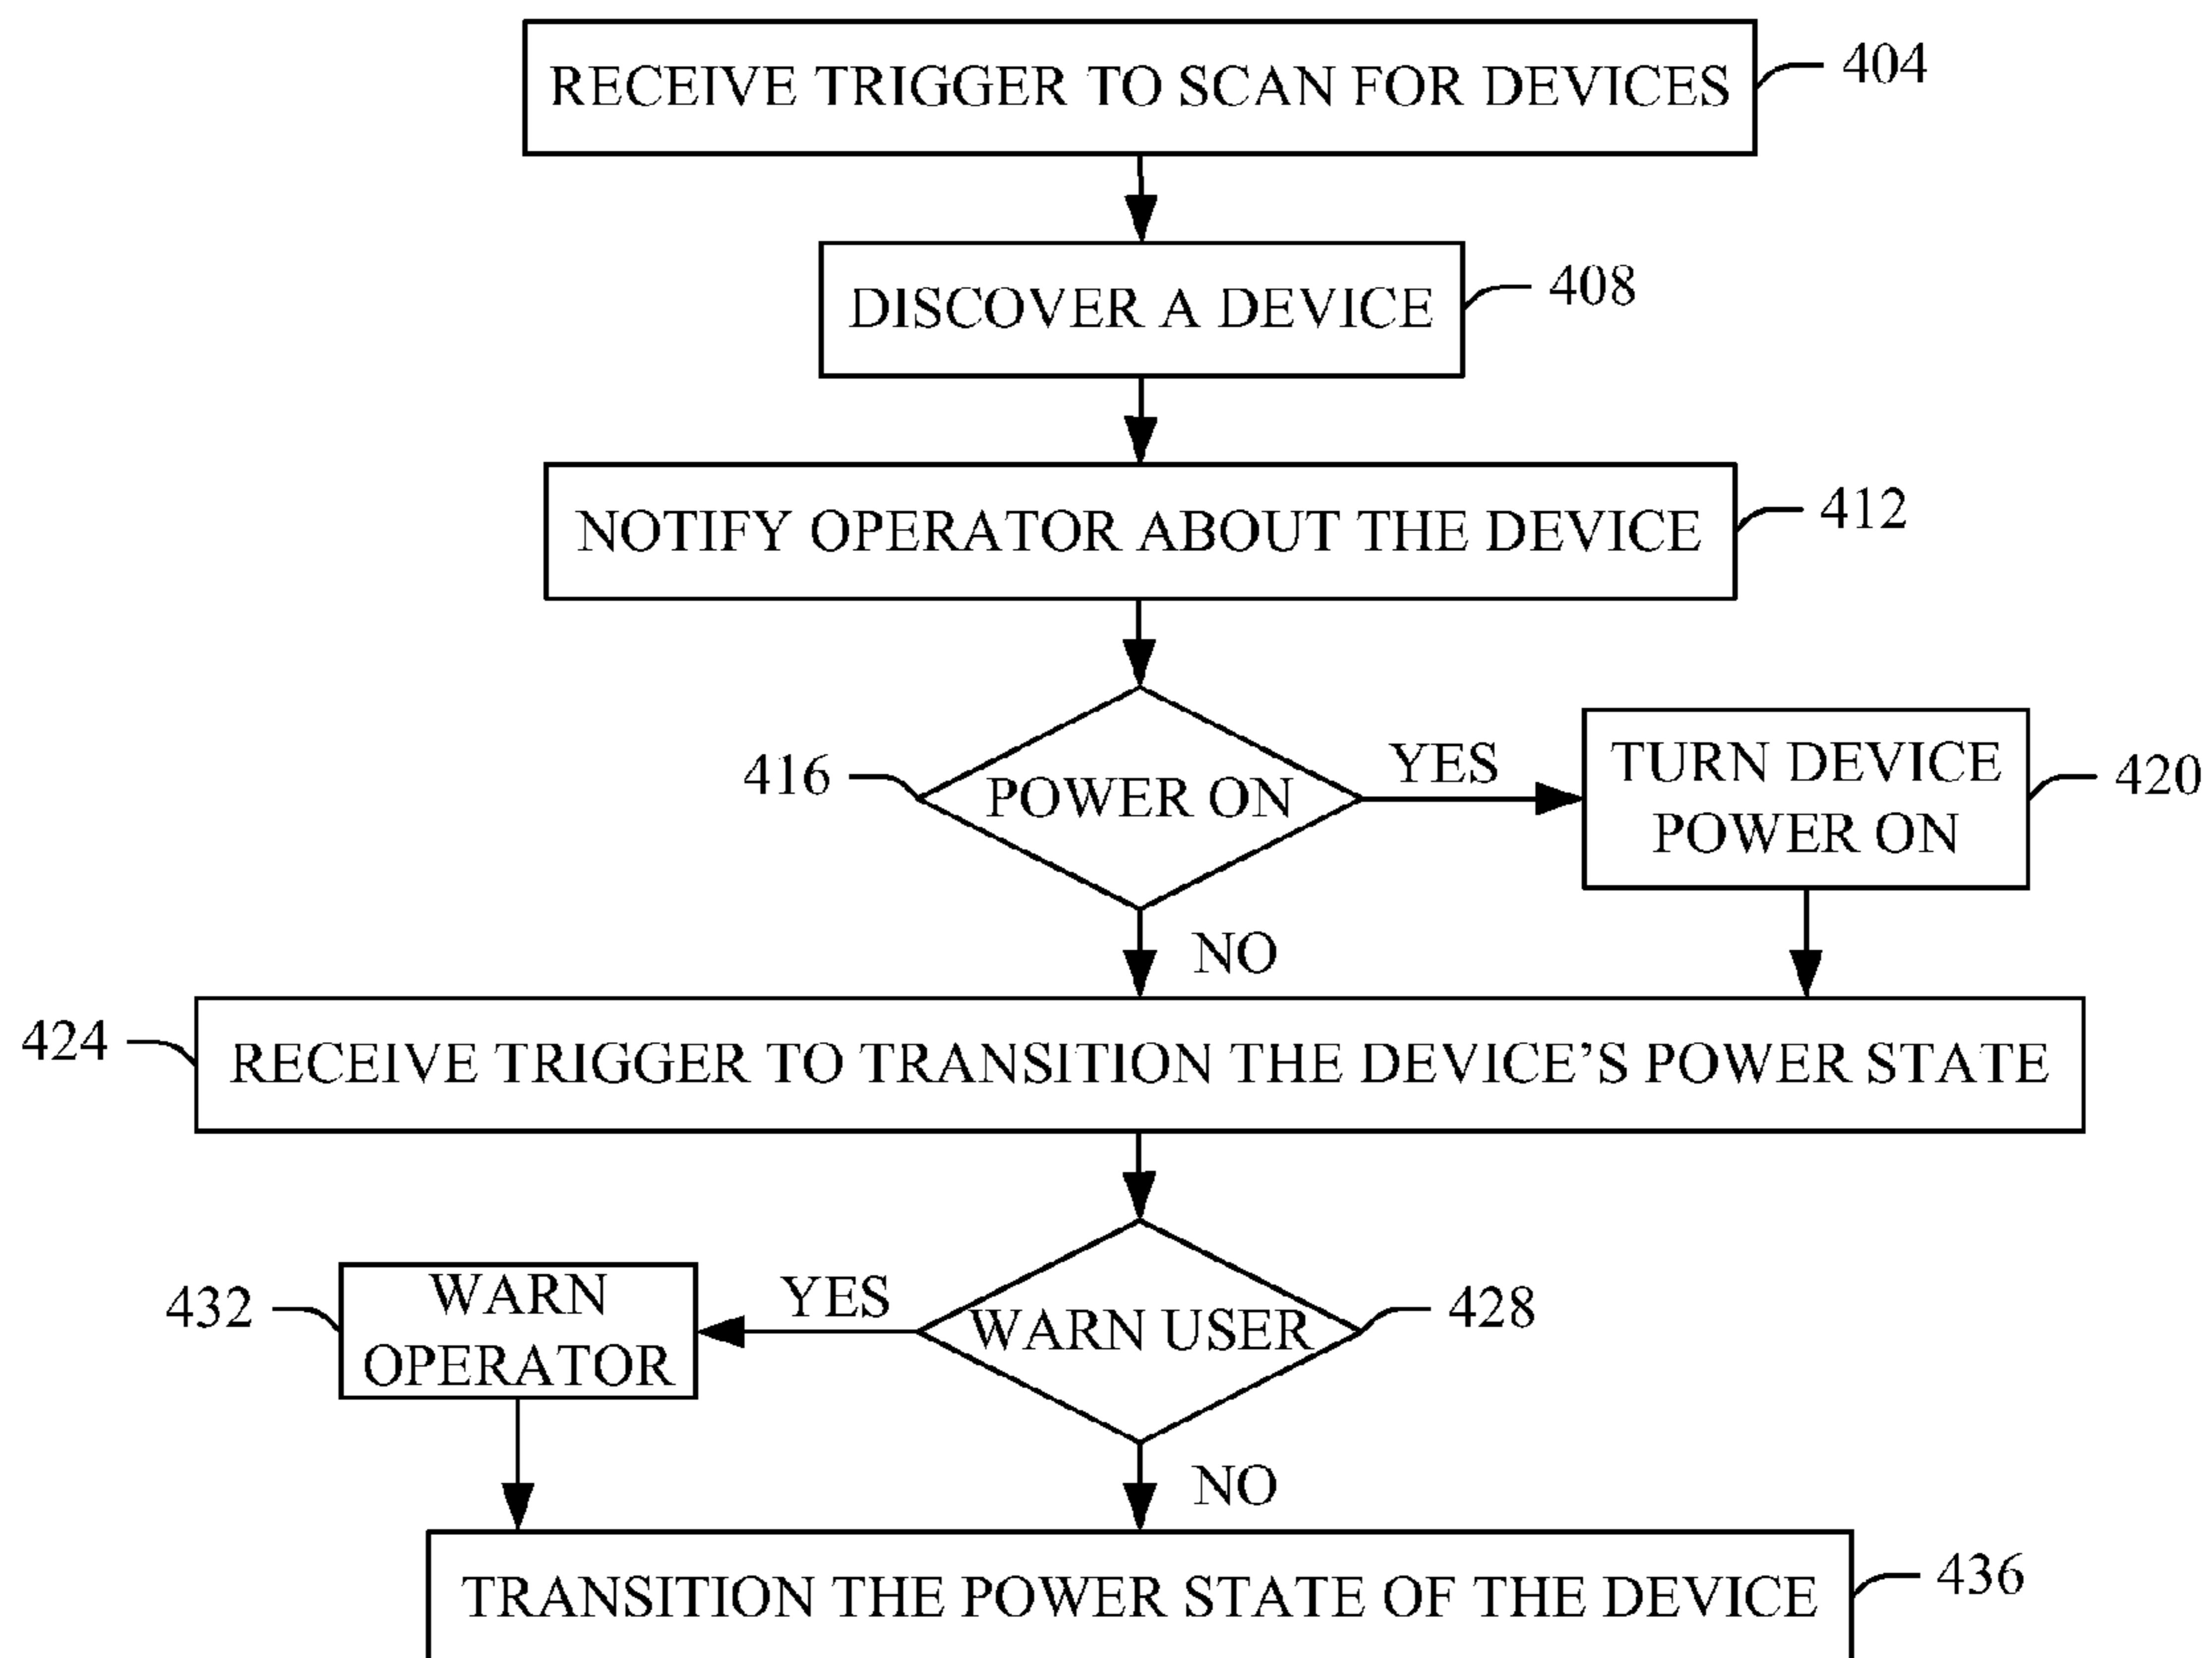 RECEIVE TRIGGER TO SCAN FOR DEVICES
404
DISCOVER A DEVICE
408
NOTIFY OPERATOR ABOUT THE DEVICE
412
416
POWER ON
YES
TURN DEVICE
POWER ON
420
NO
424
RECEIVE TRIGGER TO TRANSITION THE DEVICE’S POWER STATE
432
WARN
OPERATOR
YES
WARN USER
428
NO
TRANSITION THE POWER STATE OF THE DEVICE
436